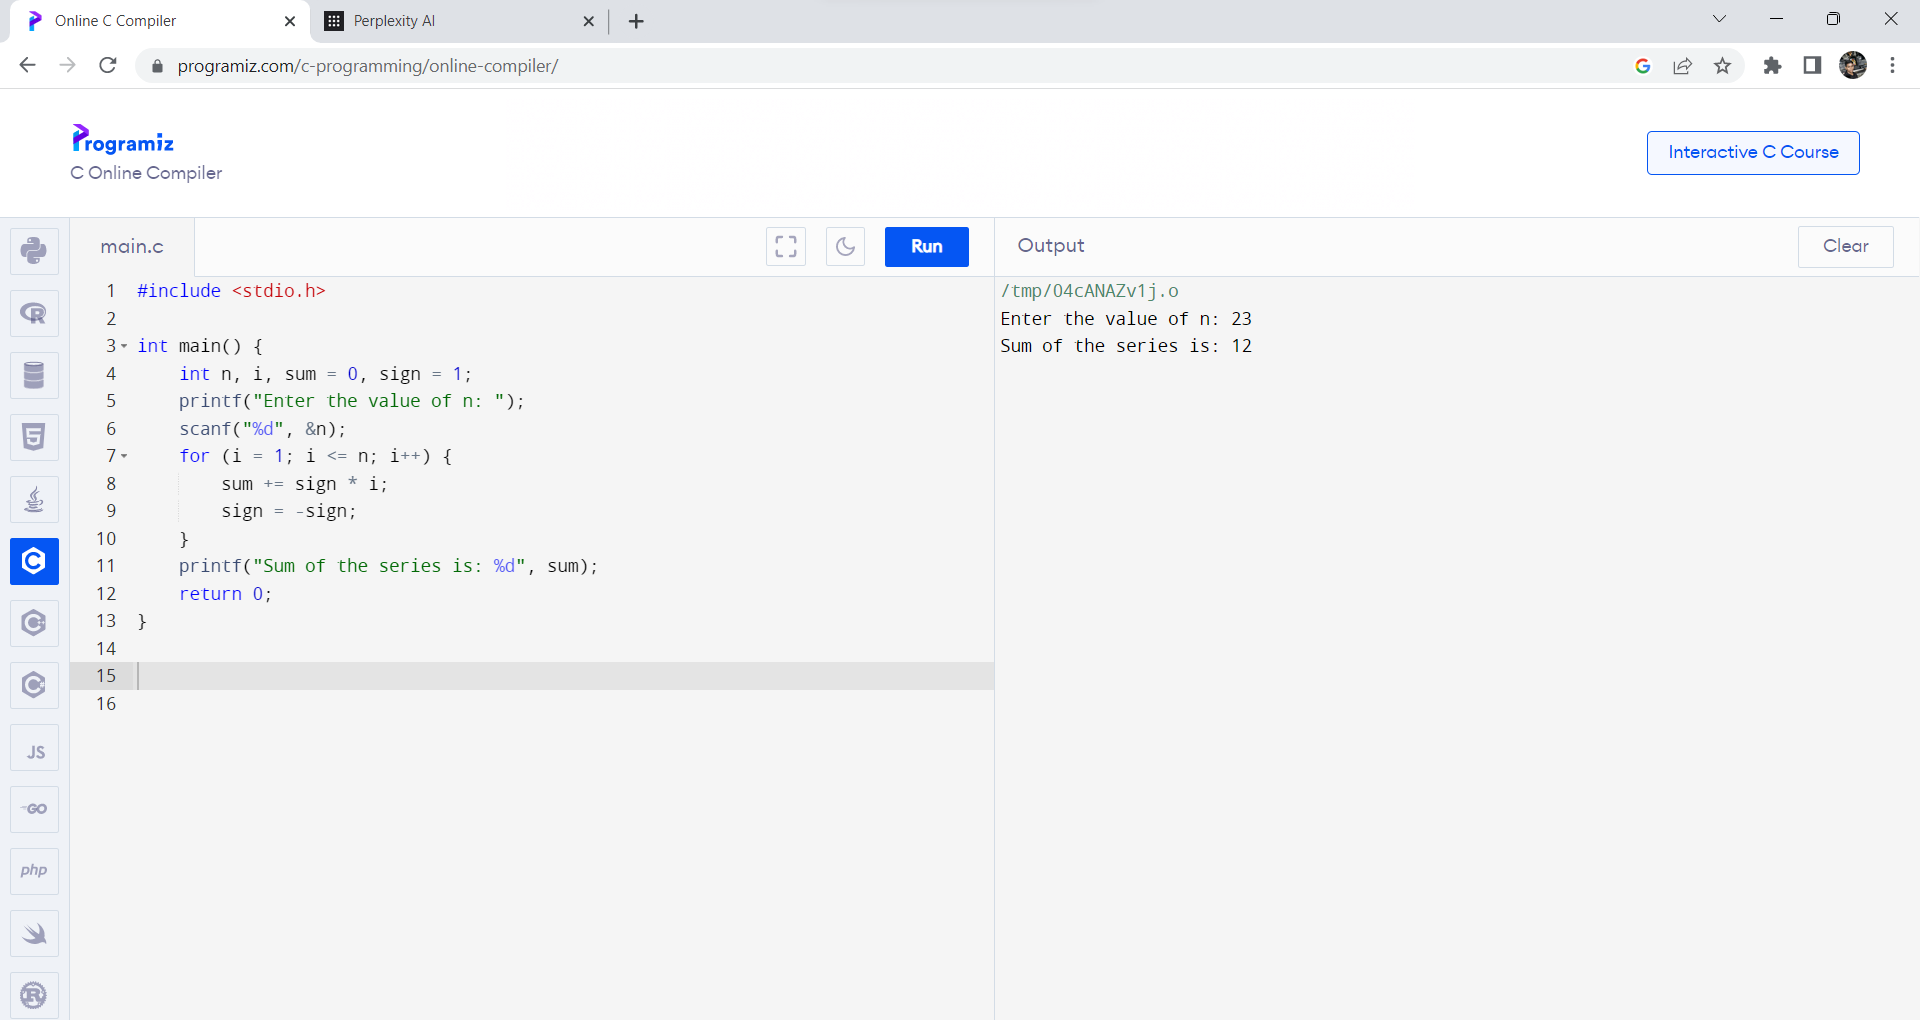 Online C Compiler
Perplexity AI
programiz.com/c-programming/online-compiler/
Programiz
C Online Compiler
Interactive C Course
main.c
Run
Output
Clear
1 #include <stdio.h>
2
3 int main() {
4     int n, i, sum = 0, sign = 1;
5     printf("Enter the value of n: ");
6     scanf("%d", &n);
7     for (i = 1; i <= n; i++) {
8         sum += sign * i;
9         sign = -sign;
10     }
11     printf("Sum of the series is: %d", sum);
12     return 0;
13 }
14
15
16
/tmp/O4cANAZv1j.o
Enter the value of n: 23
Sum of the series is: 12
JS
GO
php